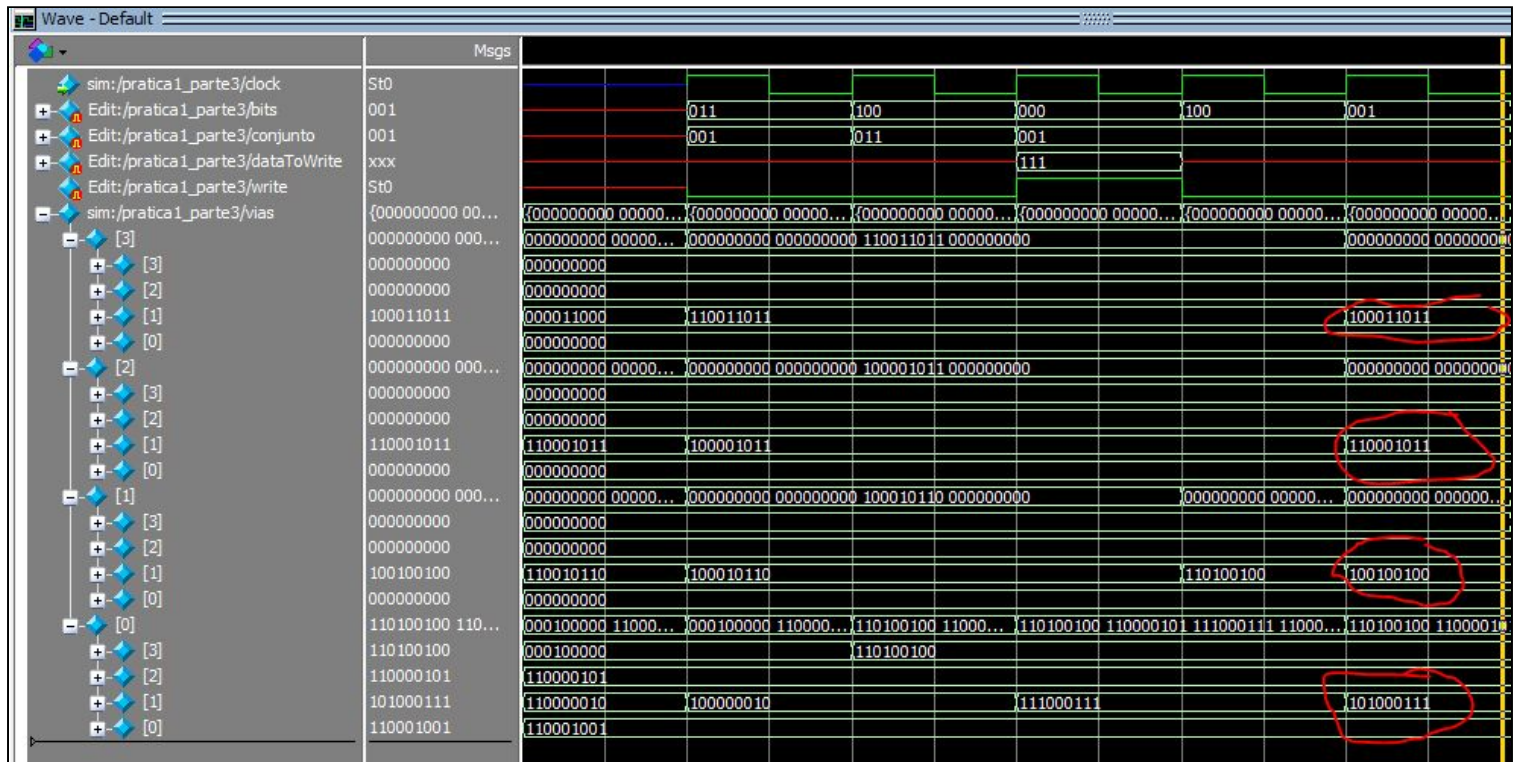 Wave - Default
Msgs
sim:/pratica1_parte3/clock St0
Edit:/pratica1_parte3/bits 001 011 100 000 100 001
Edit:/pratica1_parte3/conjunto 001 001 011 001
Edit:/pratica1_parte3/dataToWrite xxx 111
Edit:/pratica1_parte3/write St0
sim:/pratica1_parte3/vias {000000000 00... {000000000 00000... {000000000 00000... {000000000 00000... {000000000 00000... {000000000 00000... {000000000 00000...
[3] 000000000 000... 000000000 00000... 000000000 000000000 110011011 000000000 000000000 00000000
[3] 000000000 000000000
[2] 000000000 000000000
[1] 100011011 000011000 110011011 100011011
[0] 000000000 000000000
[2] 000000000 000... 000000000 00000... 000000000 000000000 100001011 000000000 000000000 0000000
[3] 000000000 000000000
[2] 000000000 000000000
[1] 110001011 110001011 100001011 110001011
[0] 000000000 000000000
[1] 000000000 000... 000000000 00000... 000000000 000000000 100010110 000000000 000000000 00000... 000000000 000000...
[3] 000000000 000000000
[2] 000000000 000000000
[1] 100100100 110010110 100010110 110100100 100100100
[0] 000000000 000000000
[0] 110100100 110... 000100000 11000... 000100000 110000... 110100100 11000... 110100100 110000101 111000111 11000... 110100100 1100001
[3] 110100100 000100000 110100100
[2] 110000101 110000101
[1] 101000111 110000010 100000010 111000111 101000111
[0] 110001001 110001001